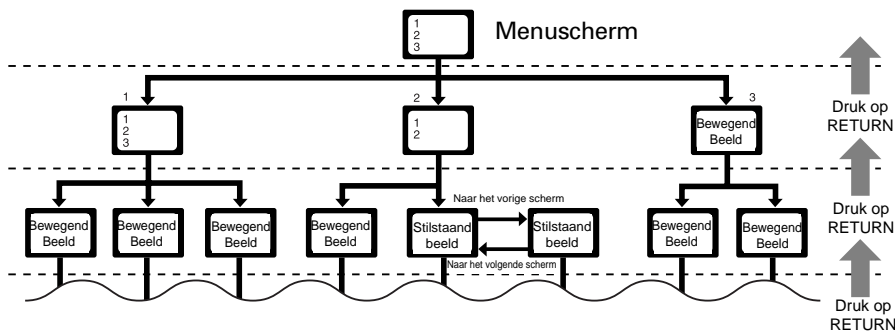 1
2
3
Menuscherm
1
2
3
1
2
3
1
2
Bewegend
Beeld
Druk op
RETURN
Naar het vorige scherm
Bewegend
Beeld
Bewegend
Beeld
Bewegend
Beeld
Bewegend
Beeld
Stilstaand
beeld
Stilstaand
beeld
Bewegend
Beeld
Bewegend
Beeld
Druk op
RETURN
Naar het volgende scherm
Druk op
RETURN